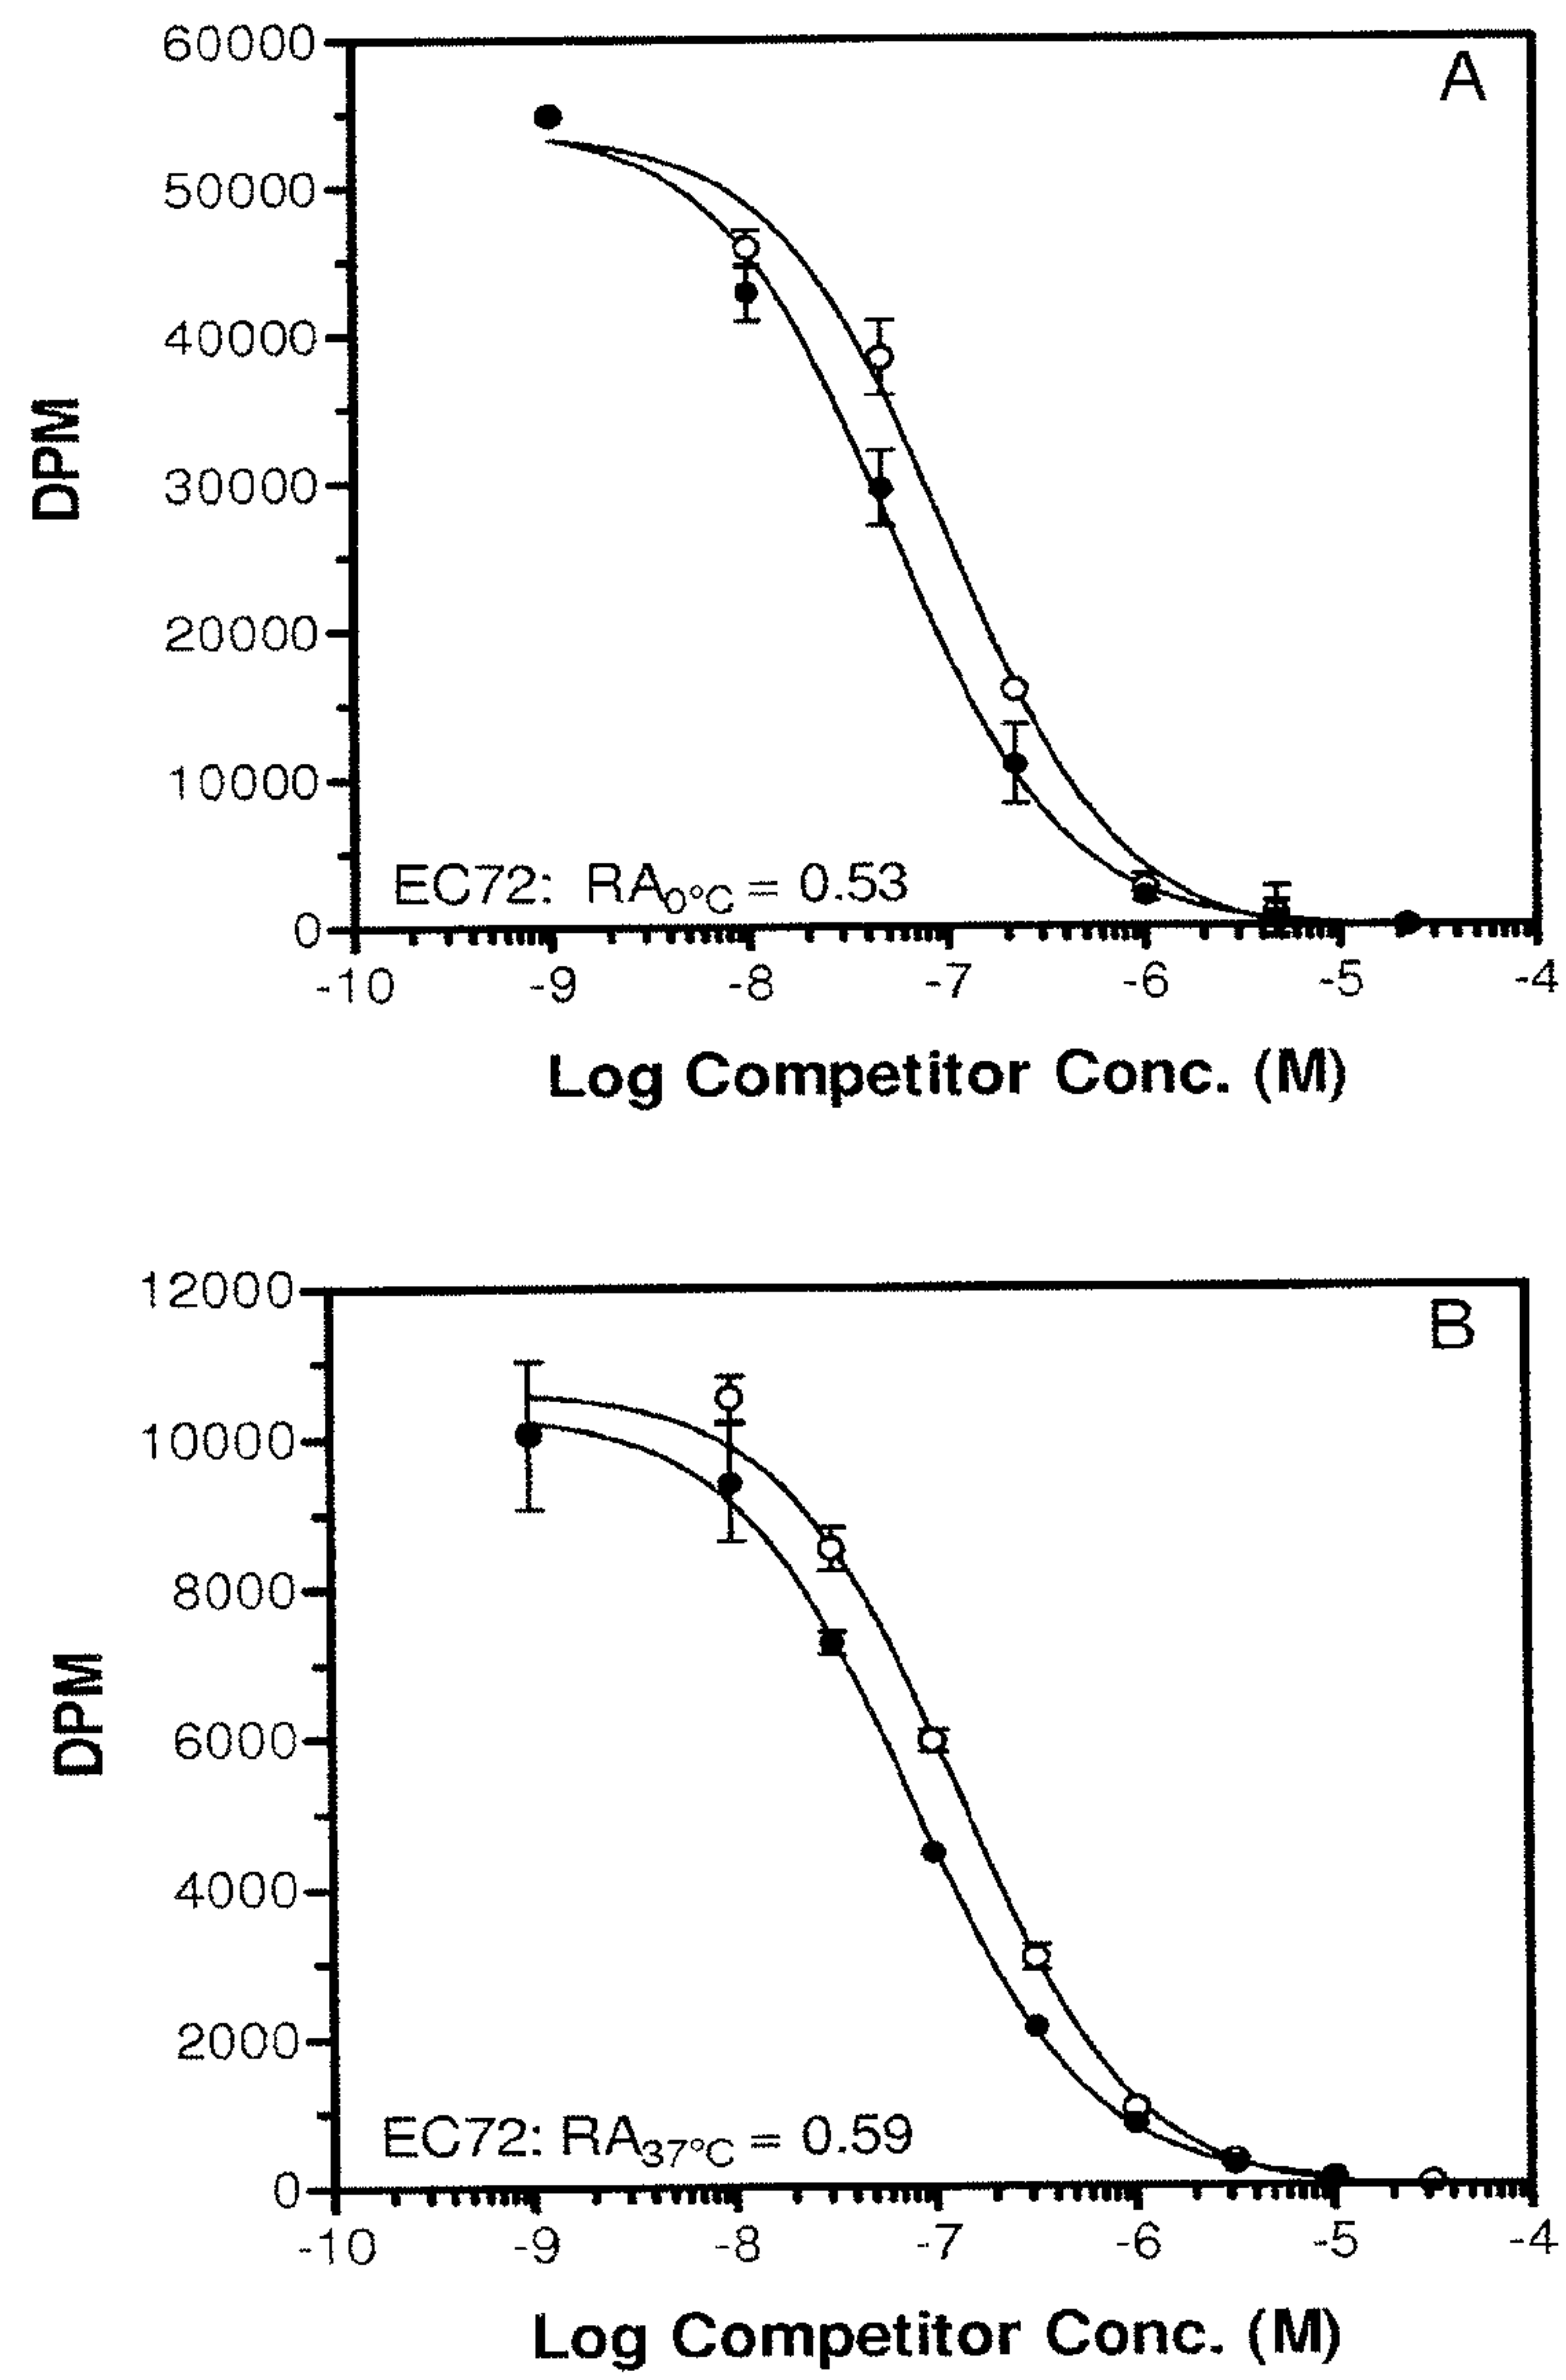 A
60000
50000
40000
30000
20000
10000
0
DPM
EC72: RA0°C = 0.53
-10 -9 -8 -7 -6 -5 -4
Log Competitor Conc. (M)
B
12000
10000
8000
6000
4000
2000
0
DPM
EC72: RA37°C = 0.59
-10 -9 -8 -7 -6 -5 -4
Log Competitor Conc. (M)